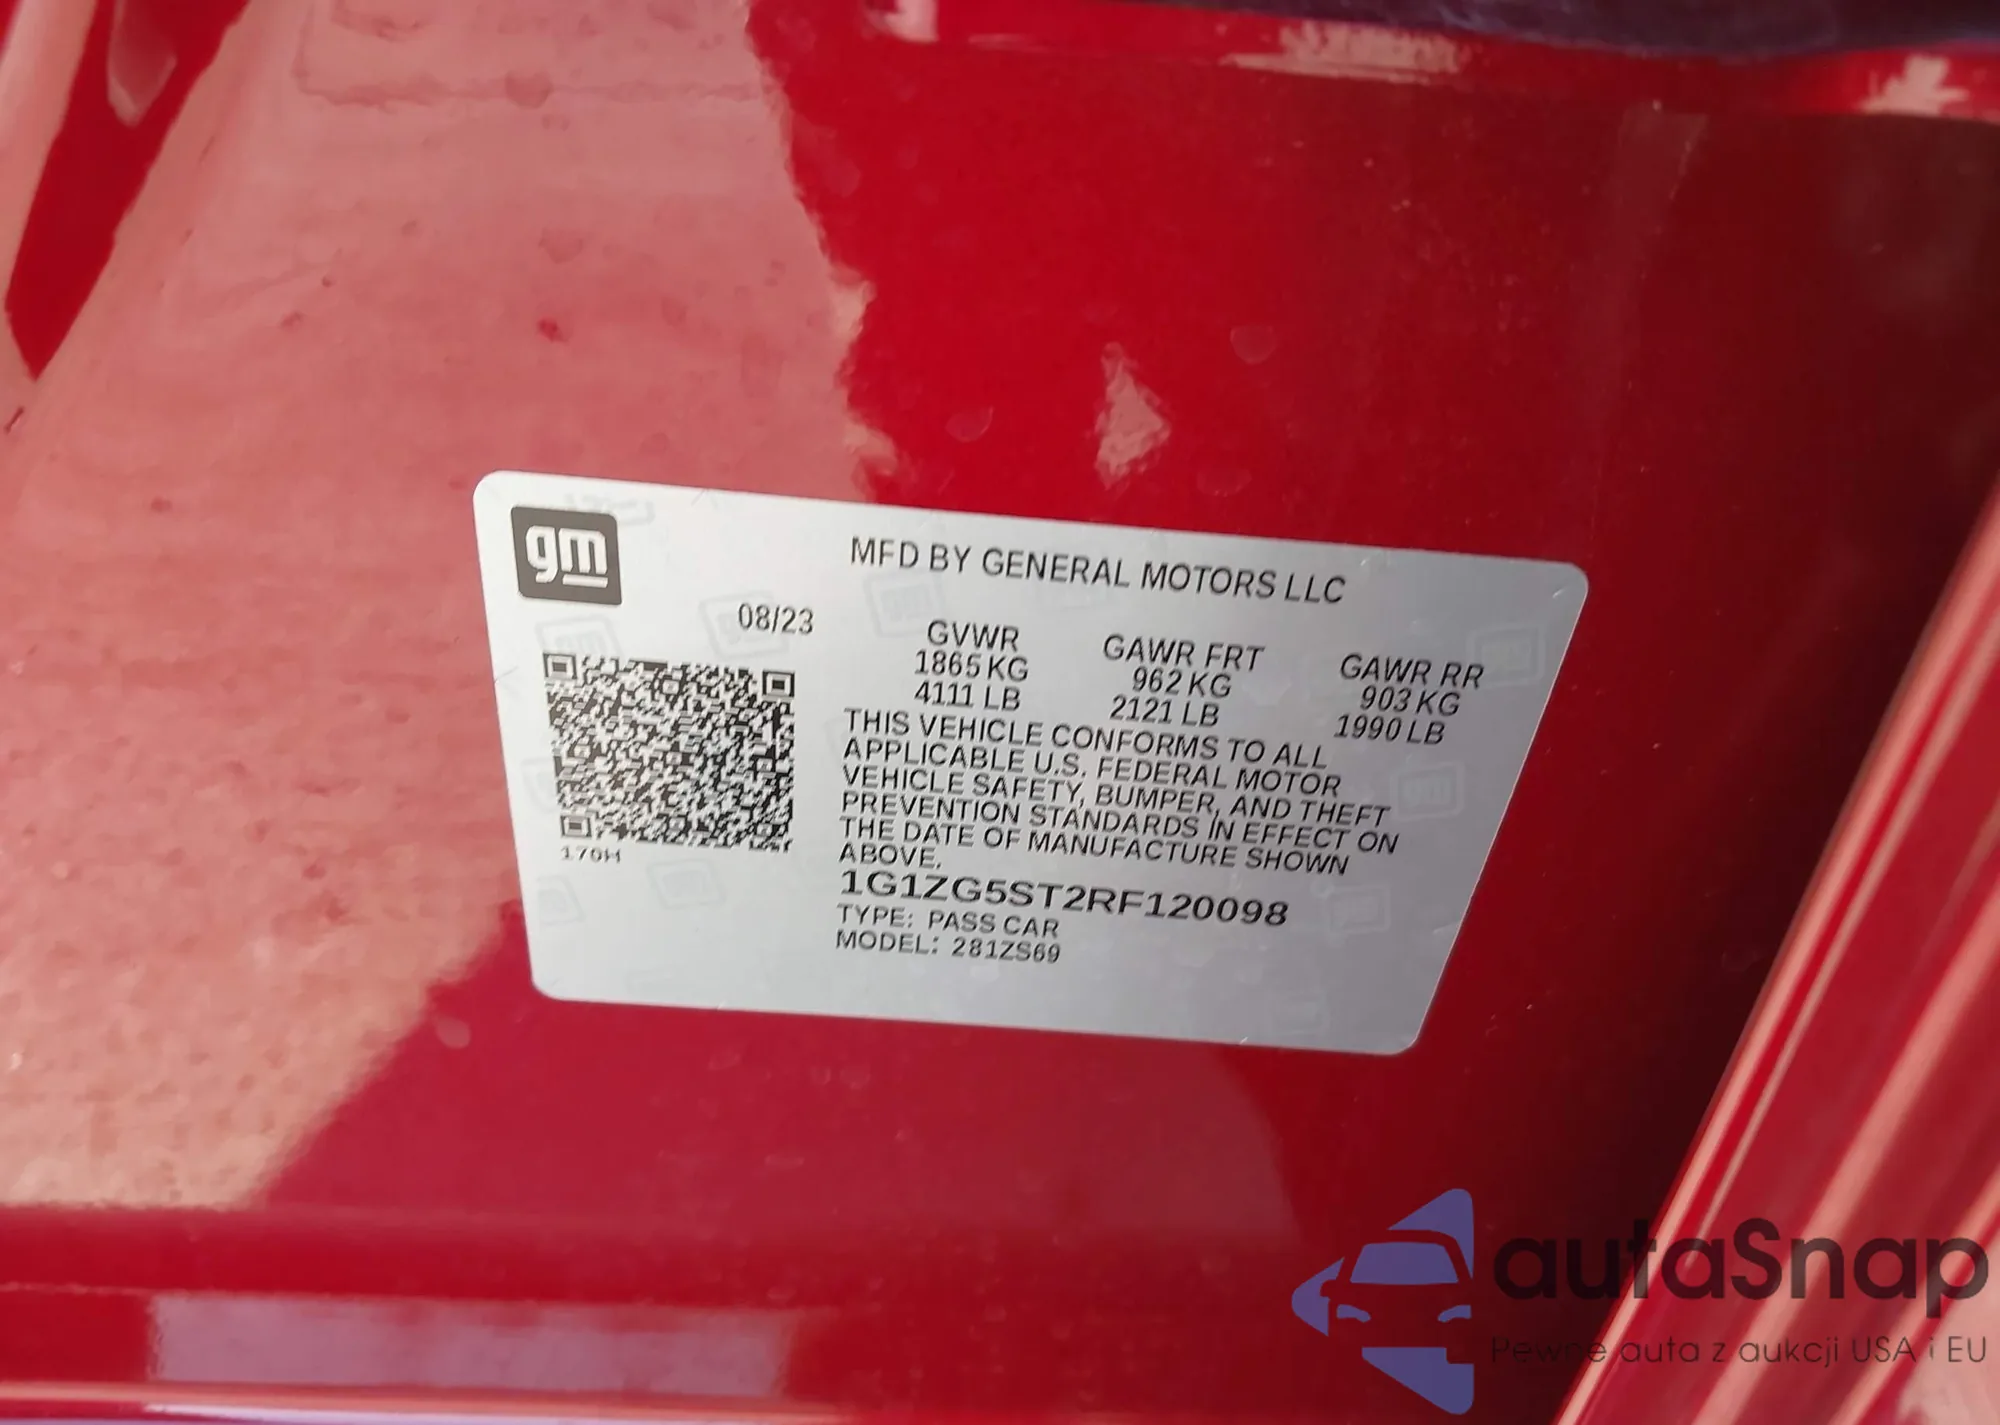 gm
MFD BY GENERAL MOTORS LLC
08/23
GVWR GAWR FRT GAWR RR
1865 KG 962 KG 903 KG
4111 LB 2121 LB 1990 LB
THIS VEHICLE CONFORMS TO ALL
APPLICABLE U.S. FEDERAL MOTOR
VEHICLE SAFETY, BUMPER, AND THEFT
PREVENTION STANDARDS IN EFFECT ON
THE DATE OF MANUFACTURE SHOWN
ABOVE.
170H
1G1ZG5ST2RF120098
TYPE: PASS CAR
MODEL: 281ZS69
autaSnap
Pewne auta z aukcji USA i EU